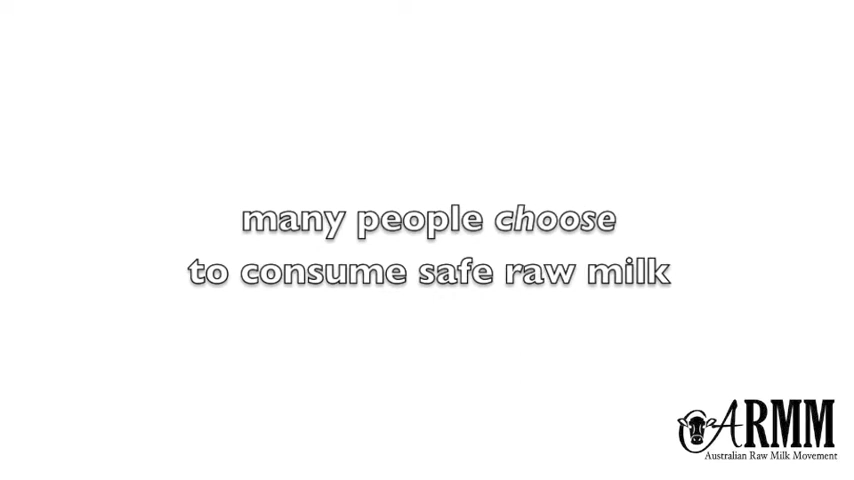 many people choose
to consume safe raw milk
ARMM
Australian Raw Milk Movement